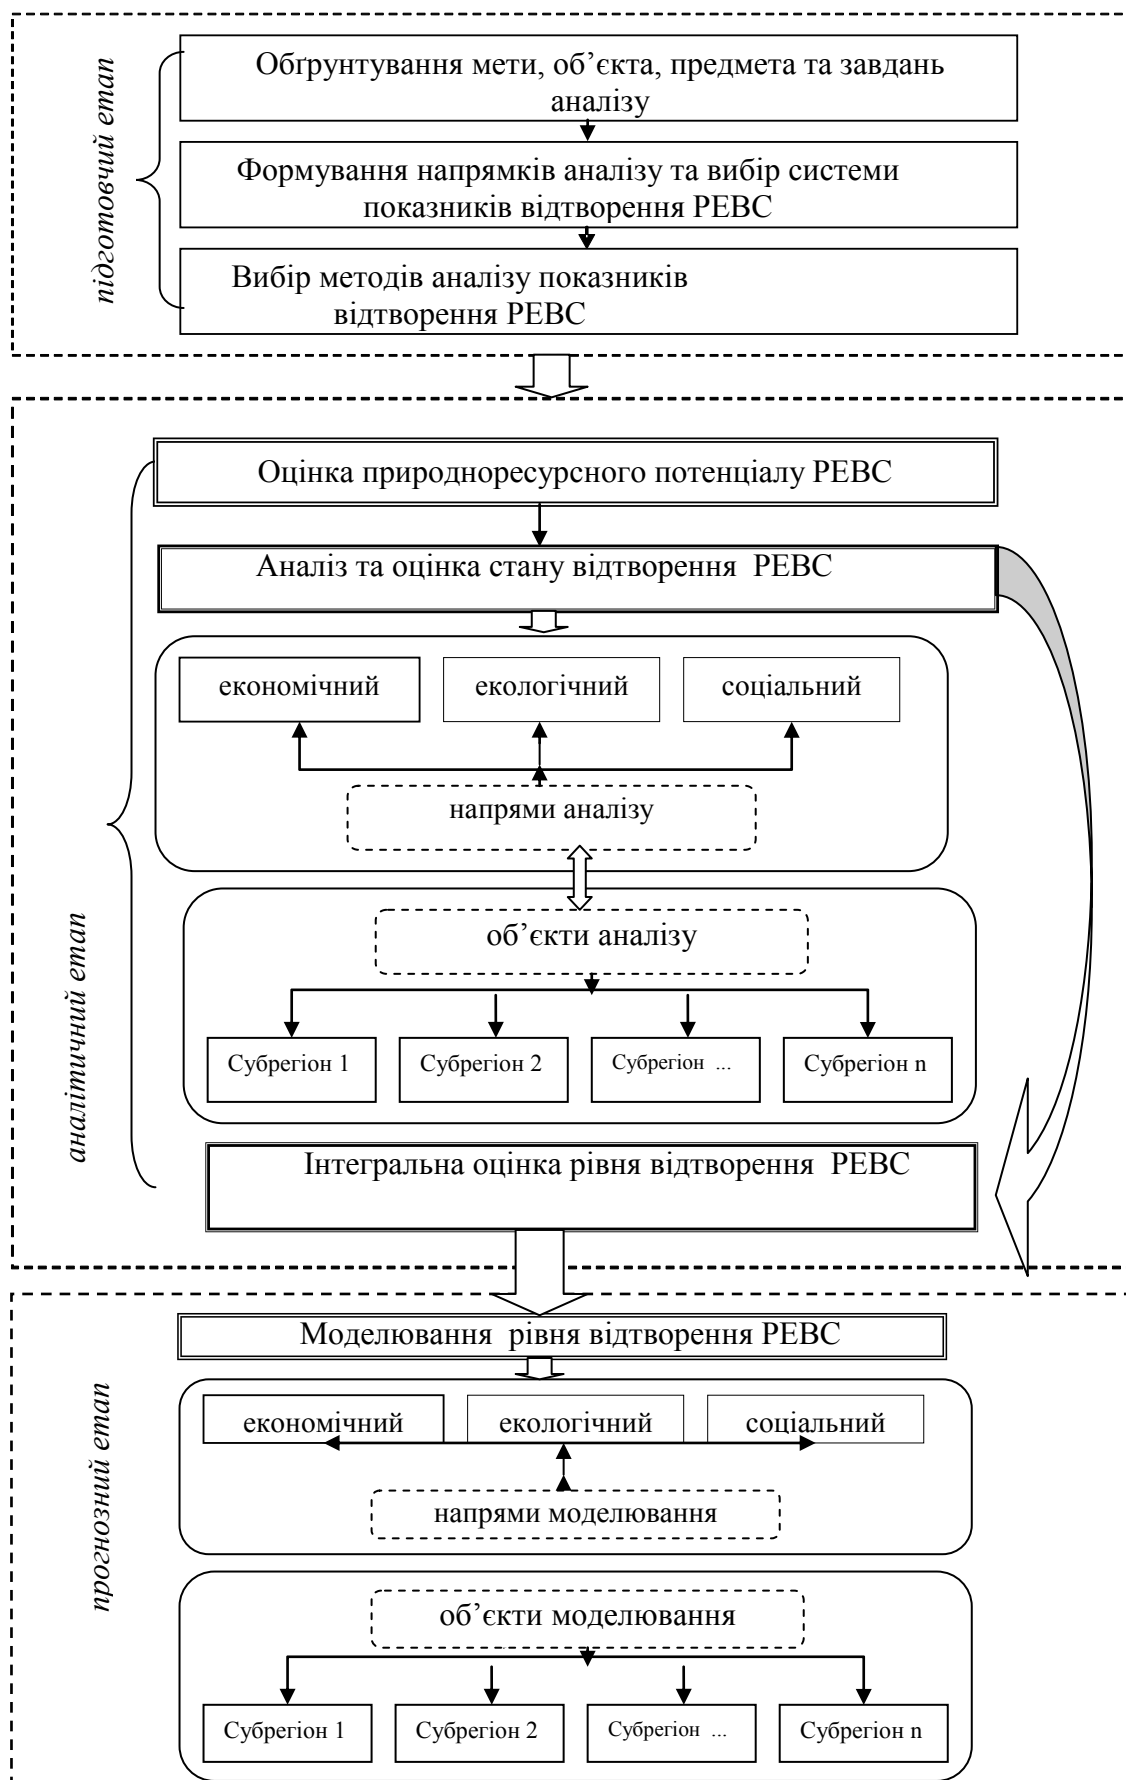 підготовчий етап
Обґрунтування мети, об’єкта, предмета та завдань
аналізу
Формування напрямків аналізу та вибір системи
показників відтворення РЕВС
Вибір методів аналізу показників
відтворення РЕВС
аналітичний етап
Оцінка природноресурсного потенціалу РЕВС
Аналіз та оцінка стану відтворення РЕВС
економічний
екологічний
соціальний
напрями аналізу
об’єкти аналізу
Субрегіон 1
Субрегіон 2
Субрегіон ...
Субрегіон n
Інтегральна оцінка рівня відтворення РЕВС
прогнозний етап
Моделювання рівня відтворення РЕВС
економічний
екологічний
соціальний
напрями моделювання
об’єкти моделювання
Субрегіон 1
Субрегіон 2
Субрегіон ...
Субрегіон n